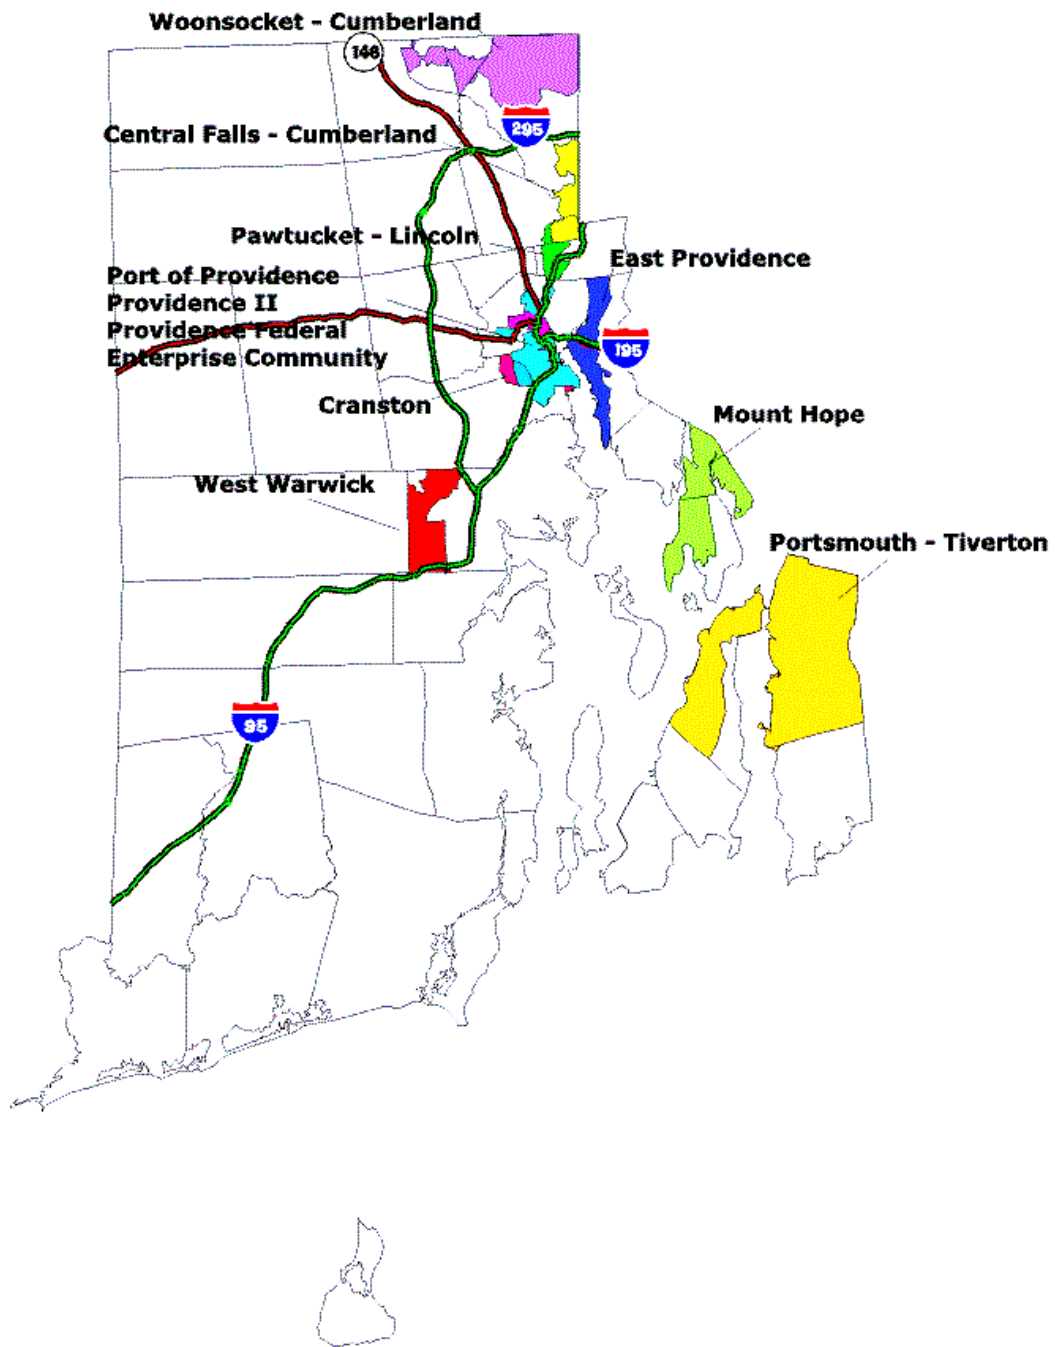 Woonsocket - Cumberland
146
295
Central Falls - Cumberland
Pawtucket - Lincoln
East Providence
Port of Providence
Providence II
Providence Federal
Enterprise Community
195
Cranston
Mount Hope
West Warwick
Portsmouth - Tiverton
95